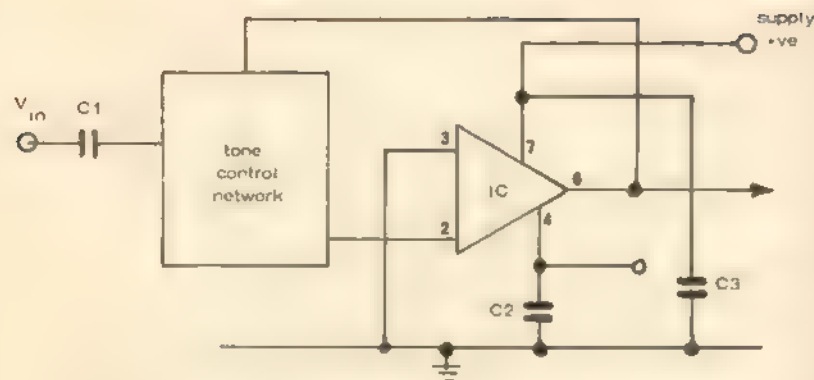 supply
+ve
V in
C1
tone
control
network
3
7
IC
6
2
4
C2
C3